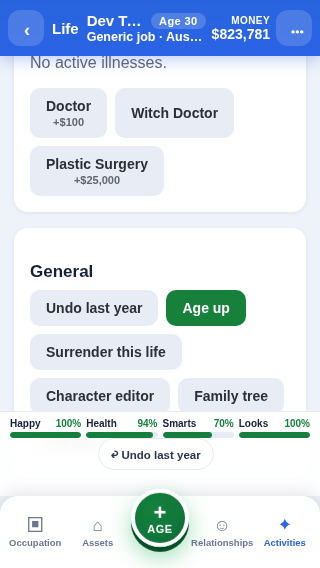 ‹ Life Dev T... Age 30 MONEY
Generic job · Aus... $823,781 ...
No active illnesses.
Doctor
+$100
Witch Doctor
Plastic Surgery
+$25,000
General
Undo last year
Age up
Surrender this life
Character editor
Family tree
Happy 100% Health 94% Smarts 70% Looks 100%
Undo last year
+
AGE
Occupation
Assets
Relationships
Activities